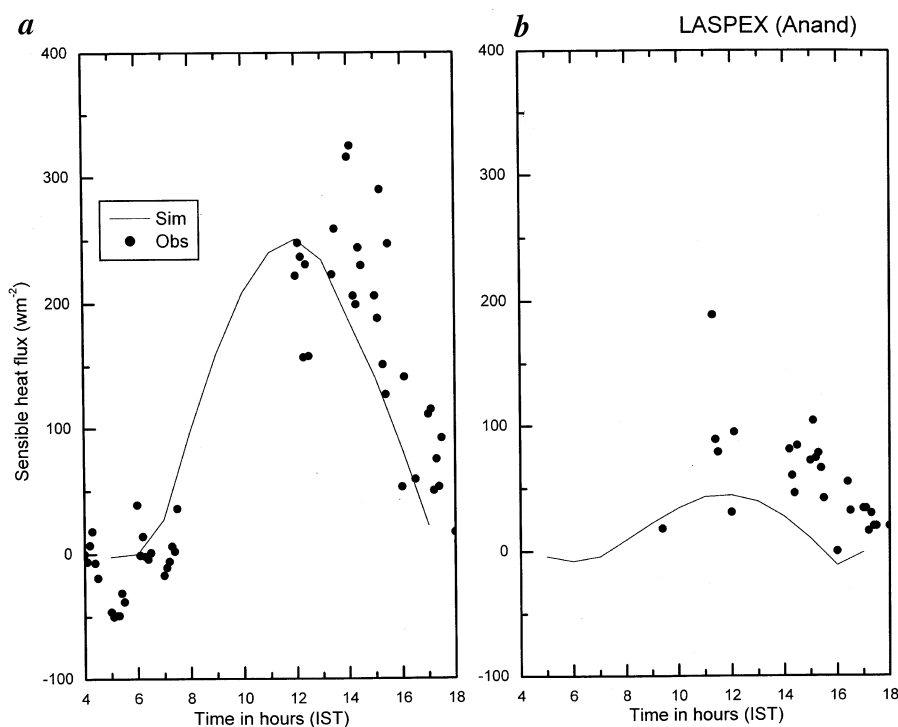 a
b
LASPEX (Anand)
400
300
200
100
0
-100
Sensible heat flux (wm-2)
Sim
Obs
4 6 8 10 12 14 16 18
Time in hours (IST)
400
300
200
100
0
-100
4 6 8 10 12 14 16 18
Time in hours (IST)